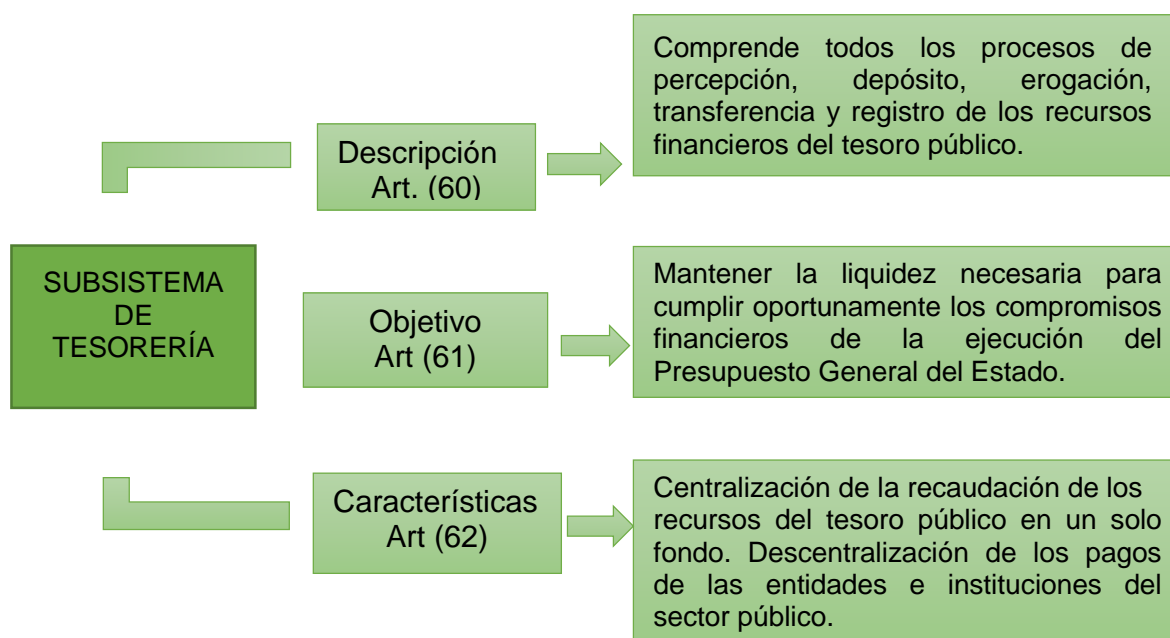 Comprende todos los procesos de
percepción, depósito, erogación,
transferencia y registro de los recursos
financieros del tesoro público.
Descripción
Art. (60)
SUBSISTEMA
DE
TESORERÍA
Objetivo
Art (61)
Mantener la liquidez necesaria para
cumplir oportunamente los compromisos
financieros de la ejecución del
Presupuesto General del Estado.
Características
Art (62)
Centralización de la recaudación de los
recursos del tesoro público en un solo
fondo. Descentralización de los pagos
de las entidades e instituciones del
sector público.